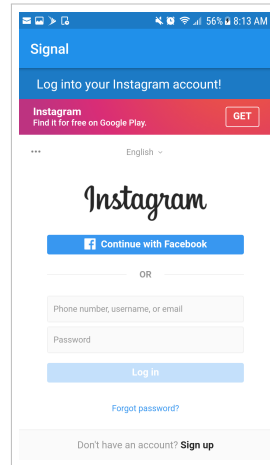 56% 8:13 AM
Signal
Log into your Instagram account!
Instagram
Find it for free on Google Play.
GET
English
Instagram
Continue with Facebook
OR
Phone number, username, or email
Password
Log in
Forgot password?
Don't have an account? Sign up